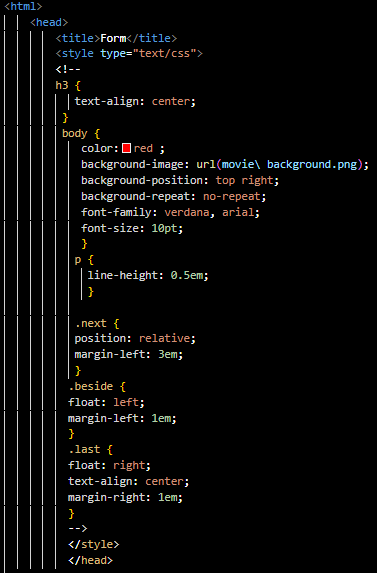 <html>
<head>
<title>Form</title>
<style type="text/css">
<!--
h3 {
text-align: center;
}
body {
color: red ;
background-image: url(movie\ background.png);
background-position: top right;
background-repeat: no-repeat;
font-family: verdana, arial;
font-size: 10pt;
}
p {
line-height: 0.5em;
}
.next {
position: relative;
margin-left: 3em;
}
.beside {
float: left;
margin-left: 1em;
}
.last {
float: right;
text-align: center;
margin-right: 1em;
}
-->
</style>
</head>